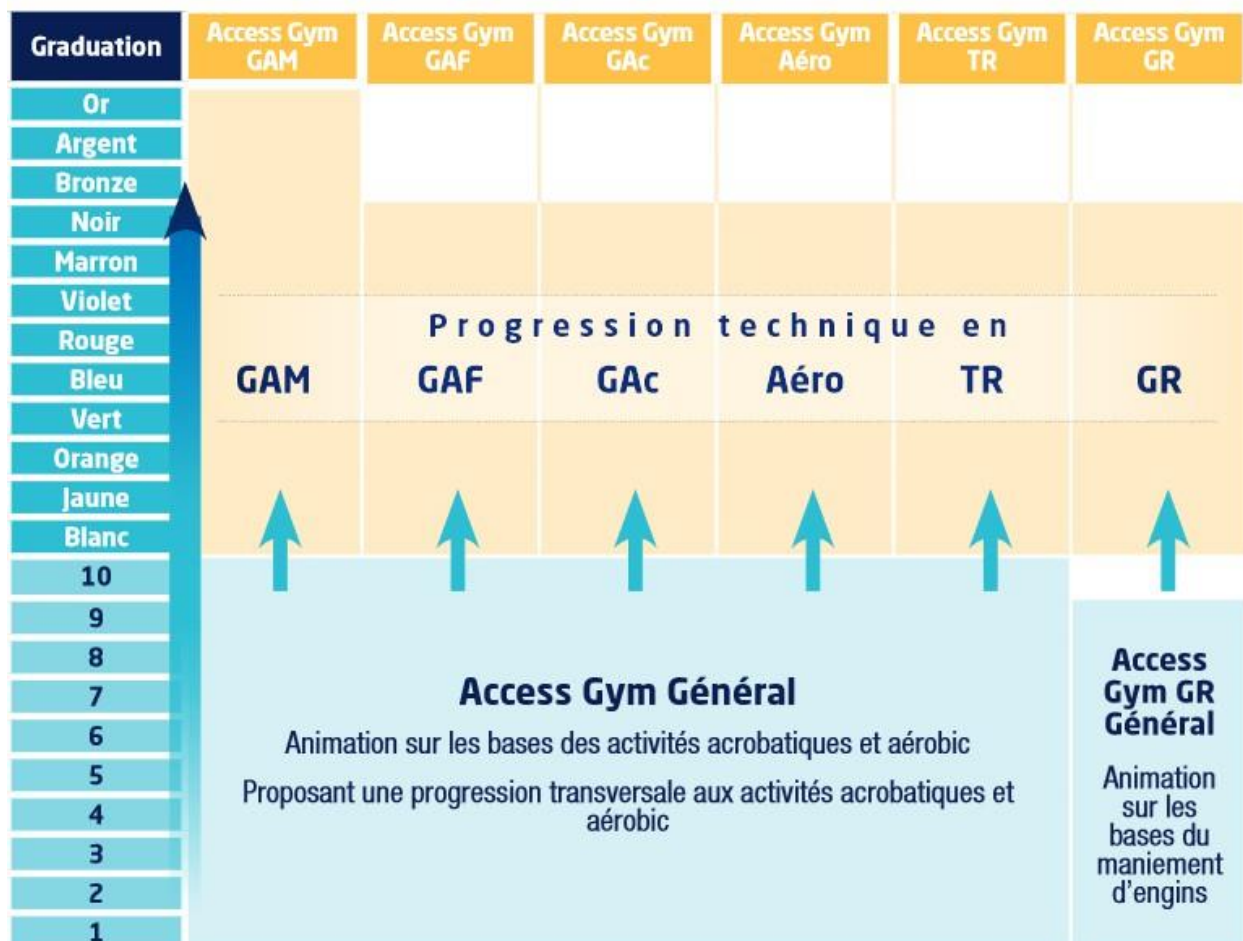 Graduation
Access Gym
GAM
Access Gym
GAF
Access Gym
GAc
Access Gym
Aéro
Access Gym
TR
Access Gym
GR
Or
Argent
Bronze
Noir
Marron
Violet
Rouge
Bleu
Vert
Orange
Jaune
Blanc
10
9
8
7
6
5
4
3
2
1
Progression technique en
GAM
GAF
GAc
Aéro
TR
GR
Access Gym Général
Animation sur les bases des activités acrobatiques et aérobic
Proposant une progression transversale aux activités acrobatiques et
aérobic
Access
Gym GR
Général
Animation
sur les
bases du
maniement
d'engins